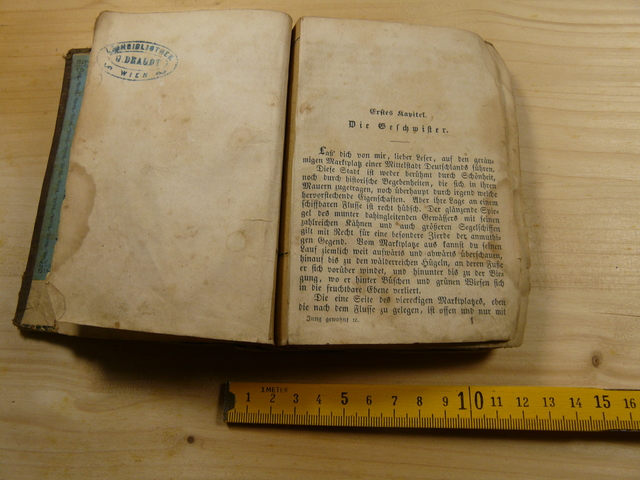 LEIHBIBLIOTHEK
G. DRAUDT
WIEN
Erstes Kapitel.
Die Geschwister.
Laß' dich von mir, lieber Leser, auf den geräu-
migen Marktplatz einer Mittelstadt Deutschlands führen.
Diese Stadt ist weder berühmt durch Schönheit,
noch durch historische Begebenheiten, die sich in ihren
Mauern zugetragen, noch überhaupt durch irgend welche
hervorstechende Eigenschaften. Aber ihre Lage an einem
schiffbaren Flusse ist recht hübsch. Der glänzende Spie-
gel des munter dahingleitenden Gewässers mit seinen
zahlreichen Kähnen und auch größeren Segelschiffen
gilt mit Recht für eine besondere Zierde der anmuthi-
gen Gegend. Vom Marktplatze aus kannst du seinen
Lauf ziemlich weit aufwärts und abwärts überschauen,
hinauf bis zu den wälderreichen Hügeln, an deren Fuße
er sich vorüber windet, und hinunter bis zu der Bie-
gung, wo er hinter Büschen und grünen Wiesen sich
in die fruchtbare Ebene verliert.
Die eine Seite des viereckigen Marktplatzes, eben
die nach dem Flusse zu gelegen, ist offen und nur mit
Jung gewohnt ꝛc. 1
1 METER
1 2 3 4 5 6 7 8 9 10 11 12 13 14 15 16